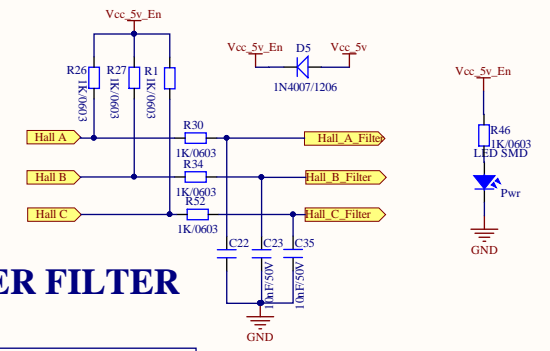 Vcc_5v_En
R26
R27
R1
1K/0603
1K/0603
1K/0603
Vcc_5v_En
D5
Vcc_5v
1N4007/1206
Vcc_5v_En
R46
1K/0603
LED SMD
Pwr
GND
Hall A
R30
1K/0603
Hall_A_Filter
Hall B
R34
1K/0603
Hall_B_Filter
Hall C
R52
1K/0603
Hall_C_Filter
C22
C23
C35
10nF/50V
10nF/50V
GND
ER FILTER